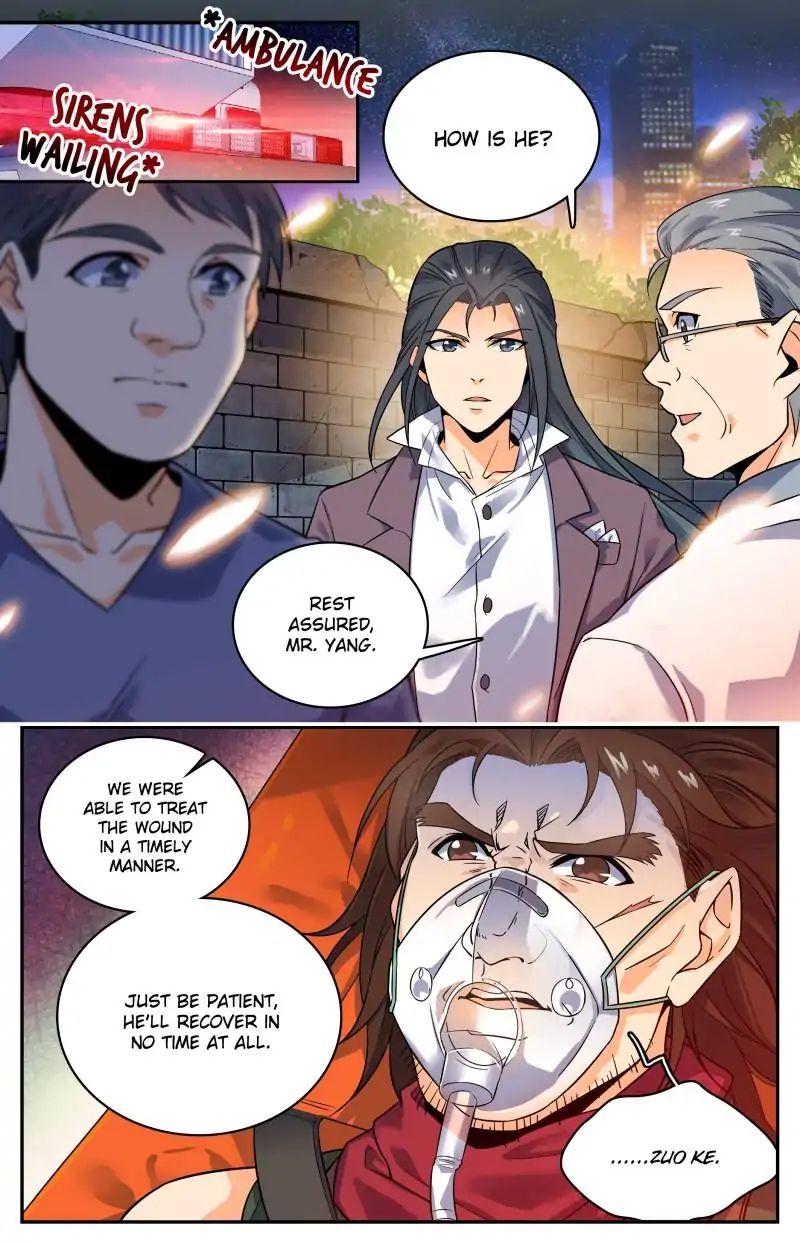 *AMBULANCE
SIRENS
WAILING*
HOW IS HE?
REST
ASSURED,
MR. YANG.
WE WERE
ABLE TO TREAT
THE WOUND
IN A TIMELY
MANNER.
JUST BE PATIENT,
HE'LL RECOVER IN
NO TIME AT ALL.
......ZUO KE.